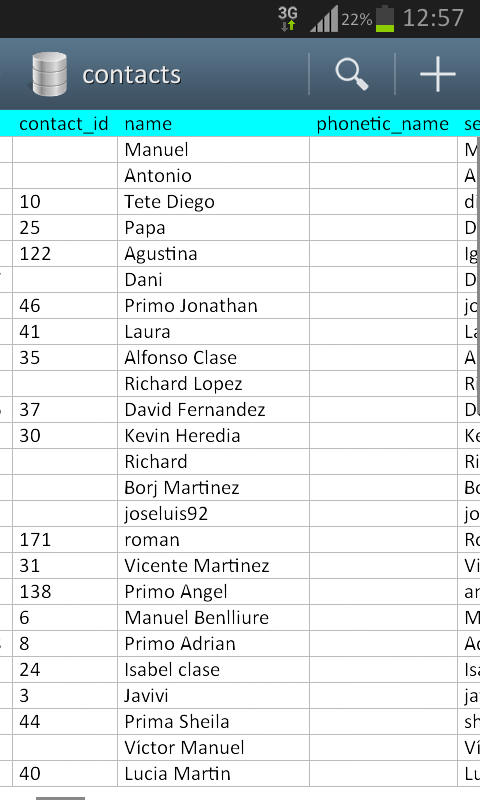 3G 22% 12:57
contacts
contact_id name phonetic_name se
Manuel M
Antonio A
10 Tete Diego di
25 Papa D
122 Agustina Ig
Dani D
46 Primo Jonathan jo
41 Laura La
35 Alfonso Clase A
Richard Lopez Ri
37 David Fernandez D
30 Kevin Heredia Ke
Richard Ri
Borj Martinez Bo
joseluis92 jo
171 roman Ro
31 Vicente Martinez Vi
138 Primo Angel an
6 Manuel Benlliure M
8 Primo Adrian Ad
24 Isabel clase Isa
3 Javivi ja
44 Prima Sheila sh
Víctor Manuel Ví
40 Lucia Martin Lu